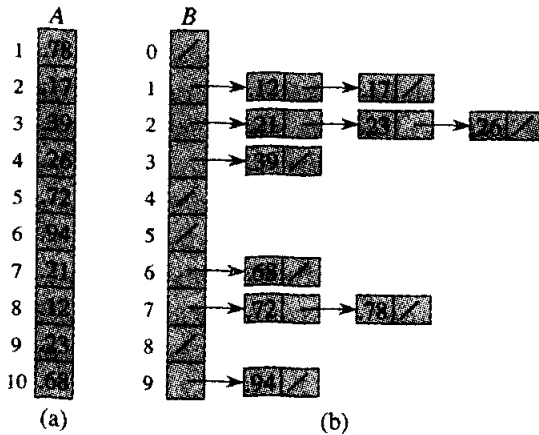 A B
1 .78 0
2 .17 1 .12 .17
3 .39 2 .21 .23 .26
4 .26 3 .39
5 .72 4
6 .94 5
7 .21 6 .68
8 .12 7 .72 .78
9 .23 8
10 .68 9 .94
(a) (b)